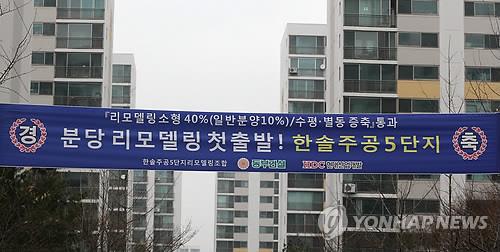 『리모델링소형 40%(일반분양10%)/수평·별동 증축』통과
경 분당 리모델링 첫출발! 한솔주공5단지 축
한솔주공5단지리모델링조합 동부건설 HDC 현대산업개발
YONHAP NEWS